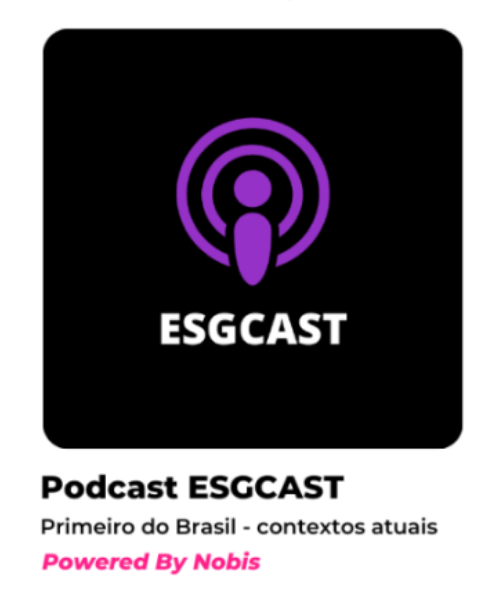 ESGCAST
Podcast ESGCAST
Primeiro do Brasil - contextos atuais
Powered By Nobis